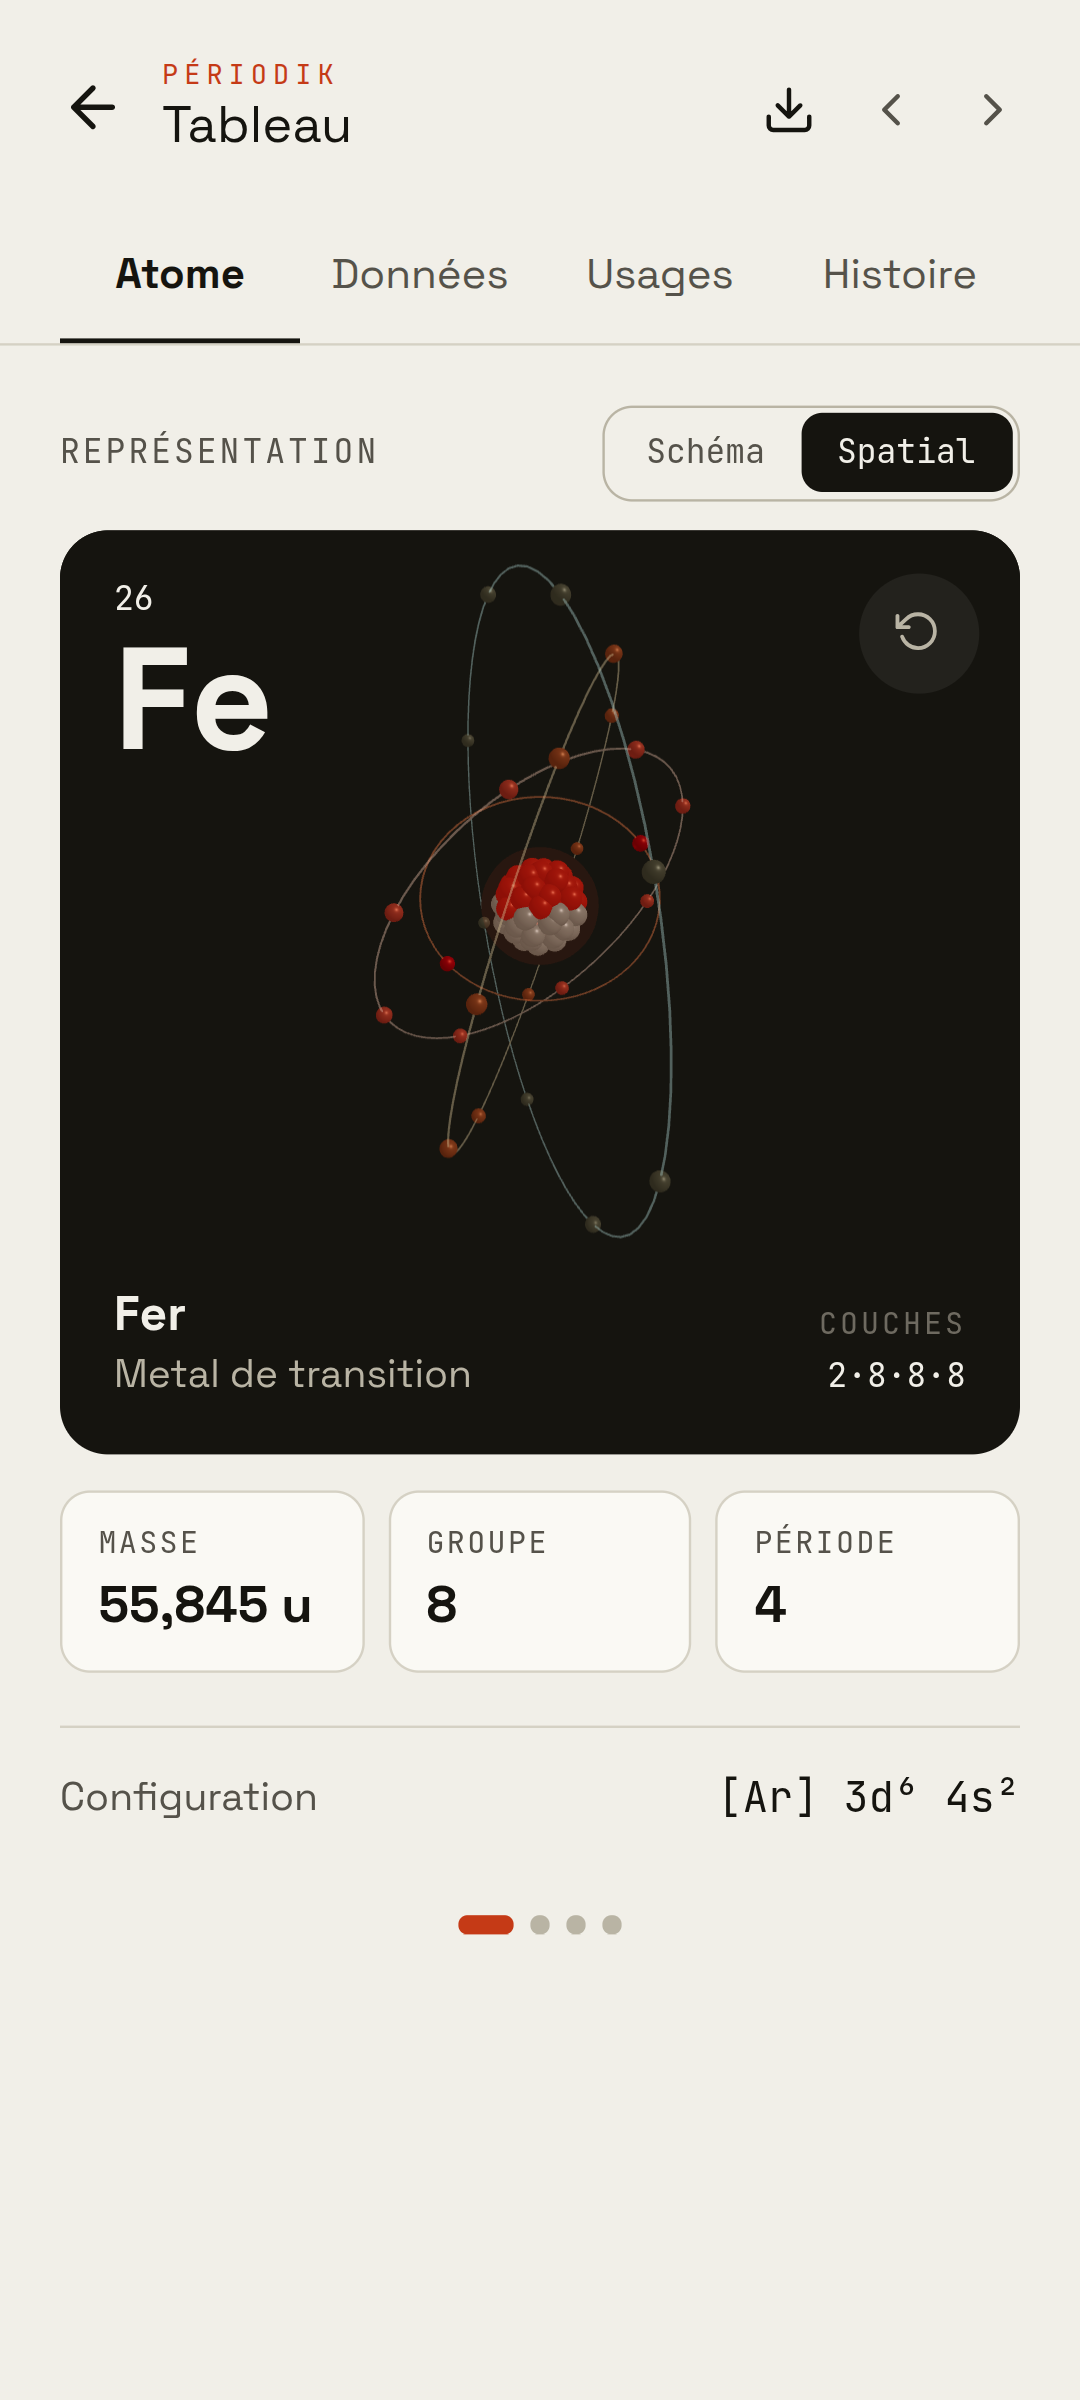 PÉRIODIK
Tableau
Atome Données Usages Histoire
REPRÉSENTATION Schéma Spatial
26
Fe
Fer
Metal de transition
COUCHES
2·8·8·8
MASSE GROUPE PÉRIODE
55,845 u 8 4
Configuration [Ar] 3d⁶ 4s²